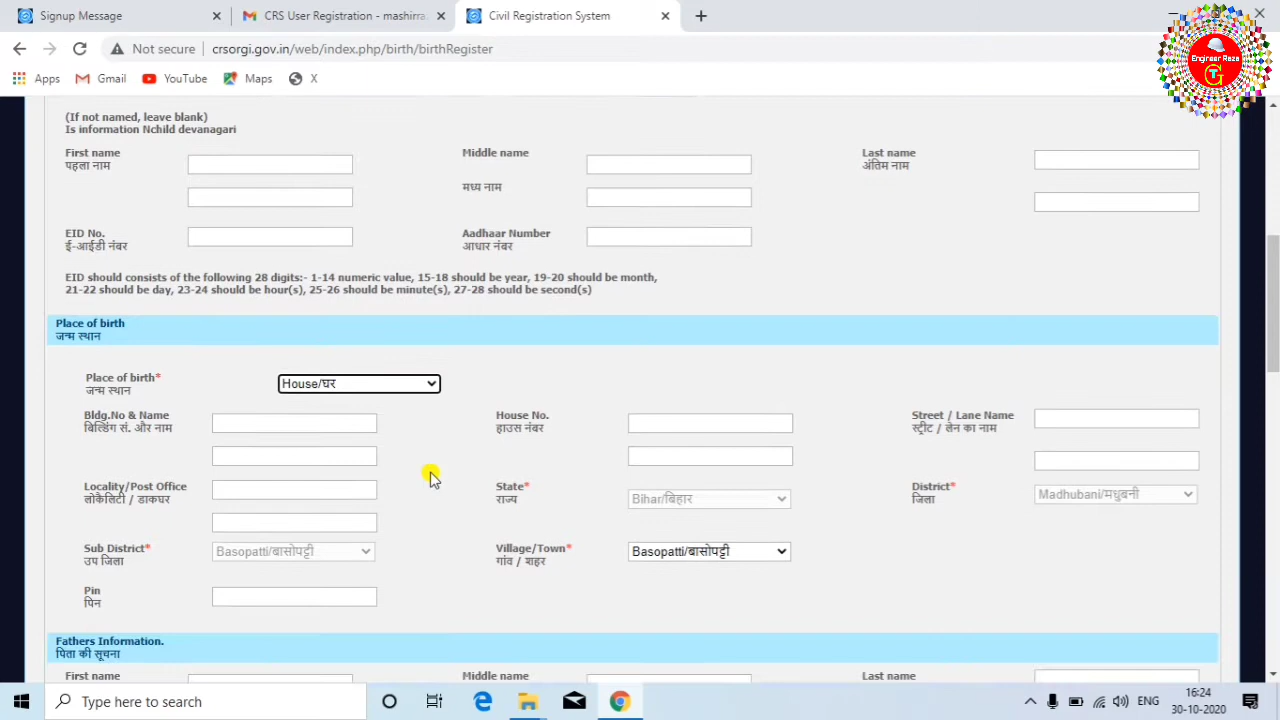 Signup Message
CRS User Registration - mashirra
Civil Registration System
Not secure
crsorgi.gov.in/web/index.php/birth/birthRegister
Engineer Reza
TG
Apps
Gmail
YouTube
Maps
X
(If not named, leave blank)
Is information Nchild devanagari
First name
पहला नाम
Middle name
मध्य नाम
Last name
अंतिम नाम
EID No.
ई-आईडी नंबर
Aadhaar Number
आधार नंबर
EID should consists of the following 28 digits:- 1-14 numeric value, 15-18 should be year, 19-20 should be month,
21-22 should be day, 23-24 should be hour(s), 25-26 should be minute(s), 27-28 should be second(s)
Place of birth
जन्म स्थान
Place of birth*
जन्म स्थान
House/घर
Bldg.No & Name
बिल्डिंग सं. और नाम
House No.
हाउस नंबर
Street / Lane Name
स्ट्रीट / लेन का नाम
Locality/Post Office
लोकैलिटी / डाकघर
State*
राज्य
Bihar/बिहार
District*
जिला
Madhubani/मधुबनी
Sub District*
उप जिला
Basopatti/बासोपट्टी
Village/Town*
गांव / शहर
Basopatti/बासोपट्टी
Pin
पिन
Fathers Information.
पिता की सूचना
First name
Middle name
Last name
Type here to search
ENG
16:24
30-10-2020